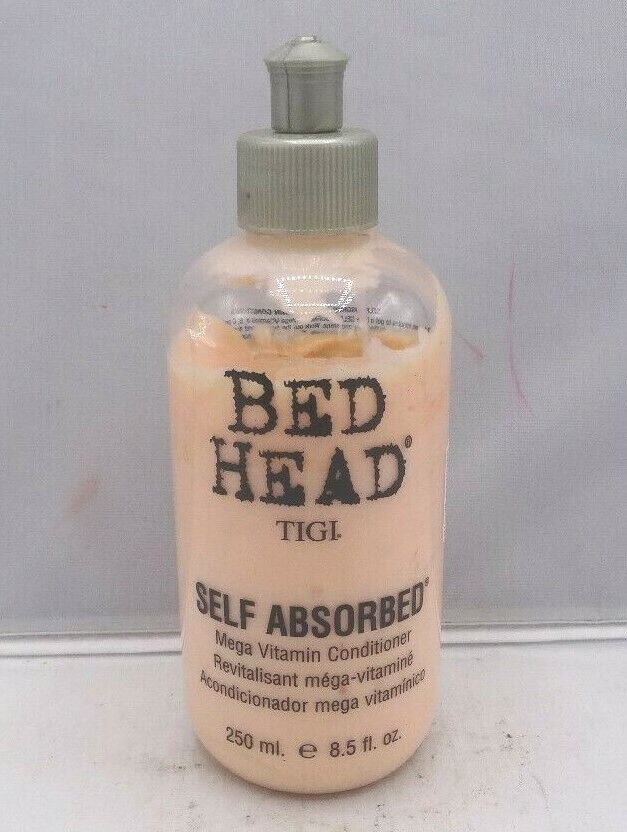 BED
HEAD®
TIGI®
SELF ABSORBED®
Mega Vitamin Conditioner
Revitalisant méga-vitaminé
Acondicionador mega vitamínico
250 ml. e 8.5 fl. oz.